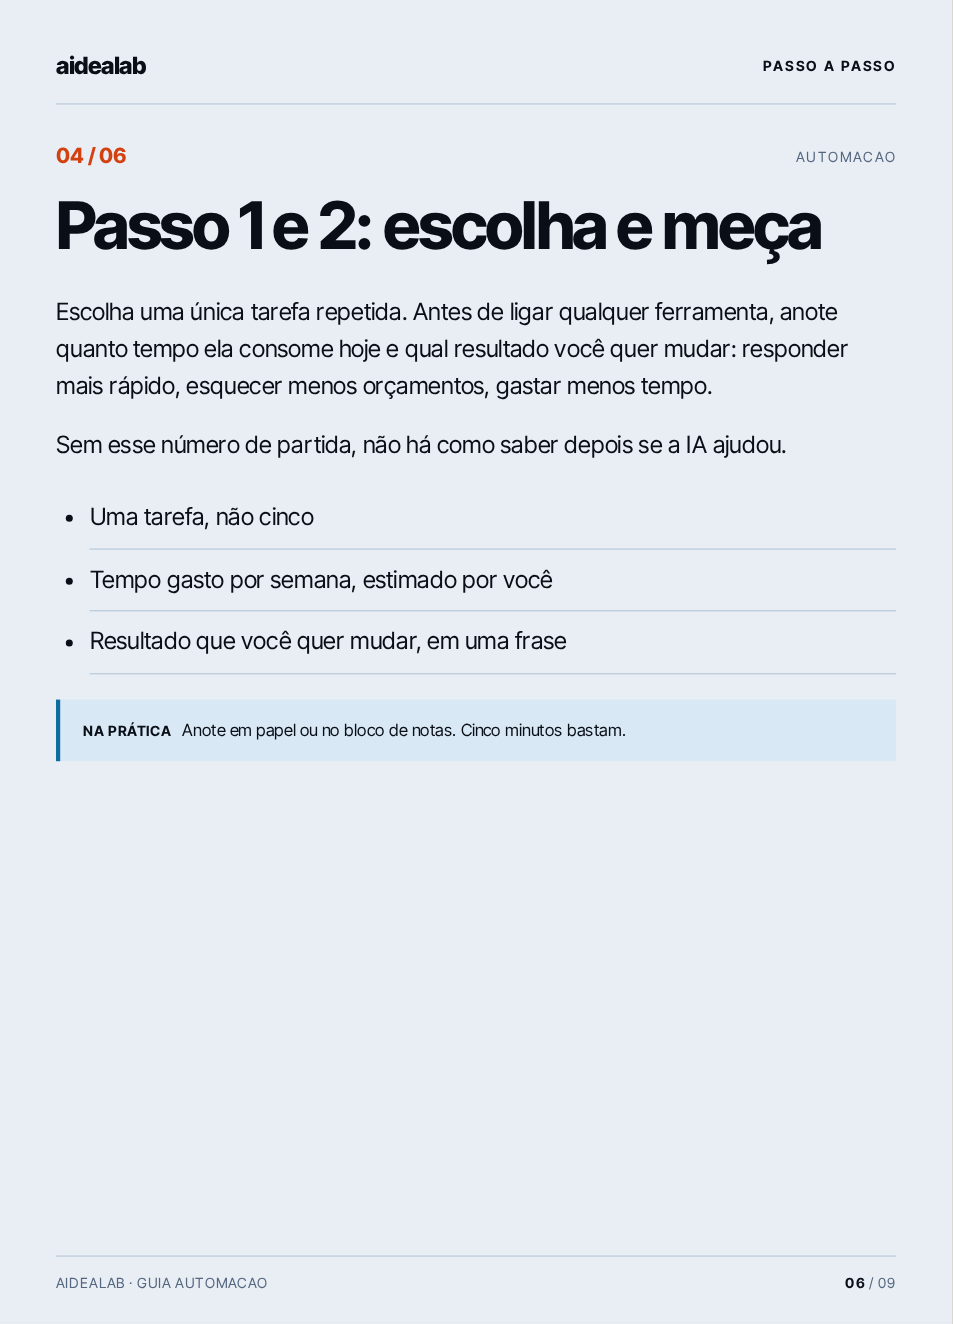 aidealab
PASSO A PASSO
04 / 06
AUTOMACAO
Passo 1 e 2: escolha e meça
Escolha uma única tarefa repetida. Antes de ligar qualquer ferramenta, anote
quanto tempo ela consome hoje e qual resultado você quer mudar: responder
mais rápido, esquecer menos orçamentos, gastar menos tempo.
Sem esse número de partida, não há como saber depois se a IA ajudou.
• Uma tarefa, não cinco
• Tempo gasto por semana, estimado por você
• Resultado que você quer mudar, em uma frase
NA PRÁTICA Anote em papel ou no bloco de notas. Cinco minutos bastam.
AIDEALAB · GUIA AUTOMACAO
06 / 09